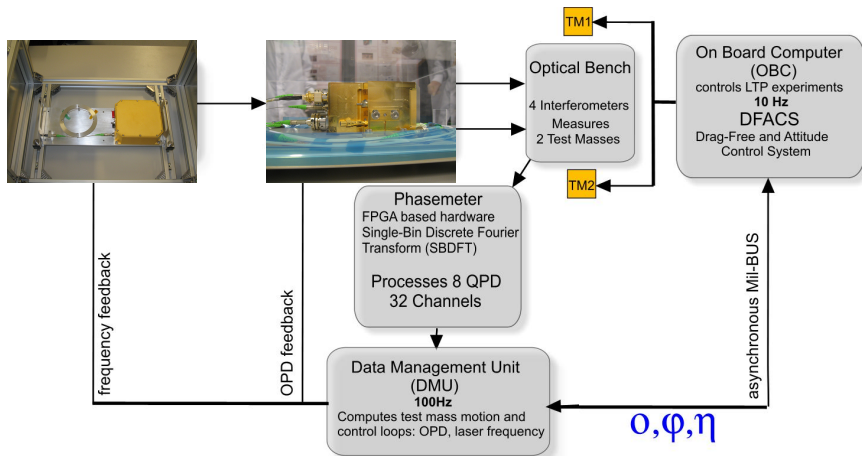 TM1
Optical Bench
4 Interferometers
Measures
2 Test Masses
On Board Computer
(OBC)
controls LTP experiments
10 Hz
DFACS
Drag-Free and Attitude
Control System
TM2
Phasemeter
FPGA based hardware
Single-Bin Discrete Fourier
Transform (SBDFT)
Processes 8 QPD
32 Channels
frequency feedback
OPD feedback
asynchronous Mil-BUS
Data Management Unit
(DMU)
100Hz
Computes test mass motion and
control loops: OPD, laser frequency
o,φ,η